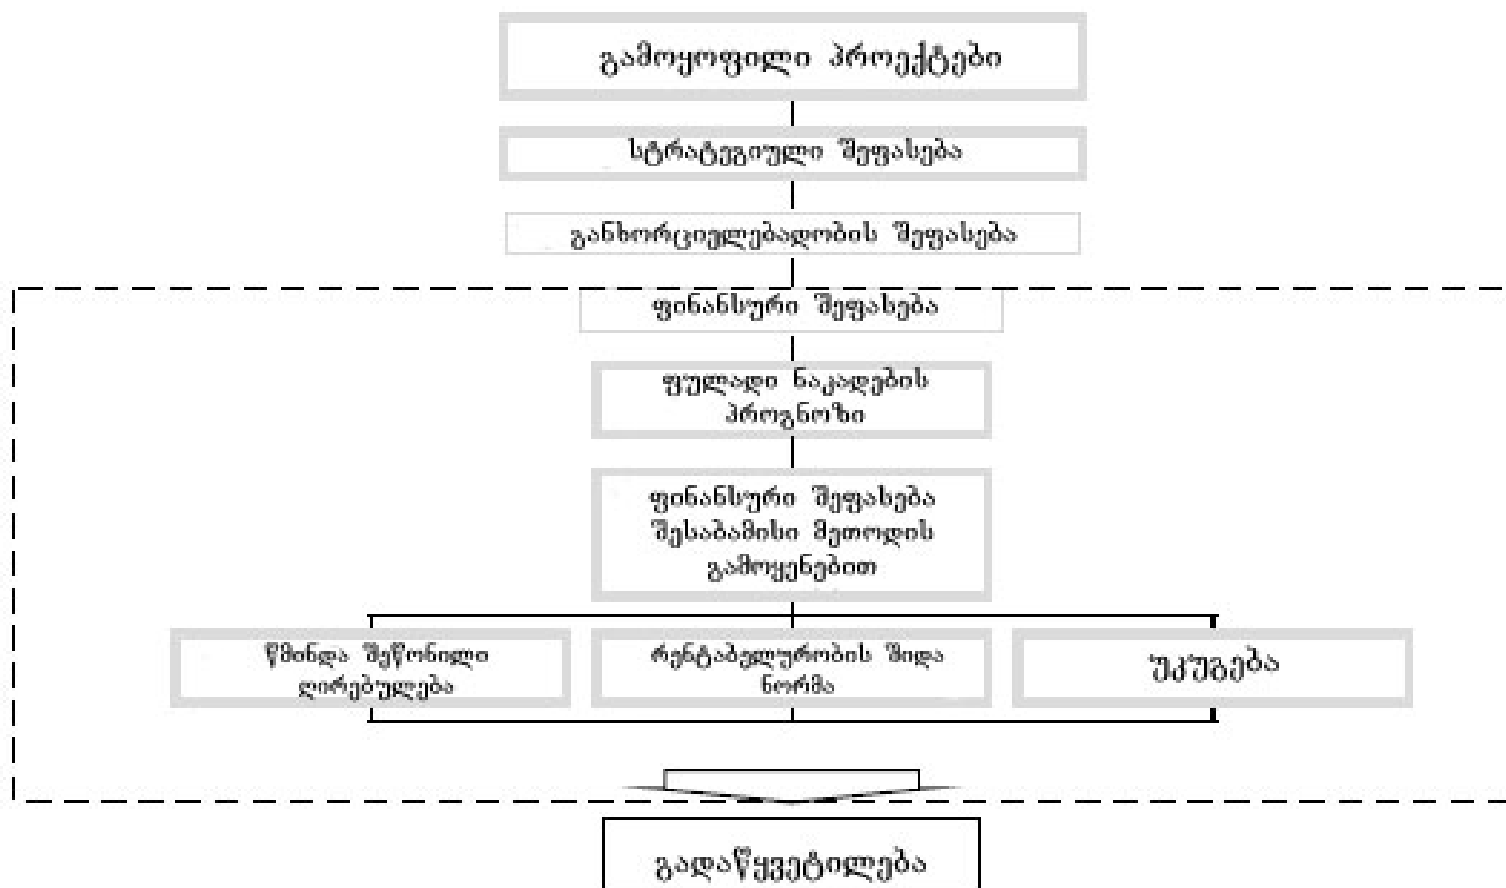 გამოყოფილი პროექტები
სტრატეგიული შეფასება
განხორციელებადობის შეფასება
ფინანსური შეფასება
ფულადი ნაკადების
პროგნოზი
ფინანსური შეფასება
შესაბამისი მეთოდის
გამოყენებით
წმინდა შეწონილი
ღირებულება
რენტაბელურობის შიდა
ნორმა
უკუგება
გადაწყვეტილება